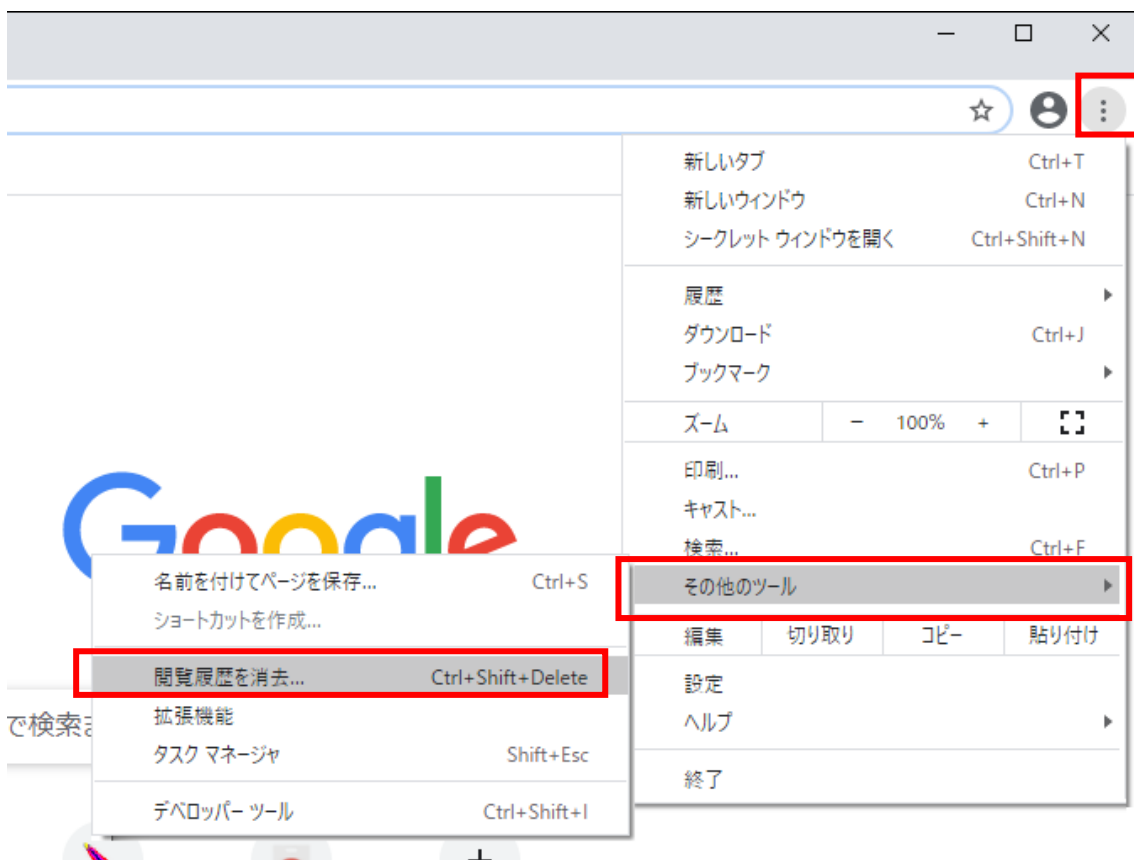 新しいタブ Ctrl+T
新しいウィンドウ Ctrl+N
シークレット ウィンドウを開く Ctrl+Shift+N
履歴
ダウンロード Ctrl+J
ブックマーク
ズーム － 100% +
印刷... Ctrl+P
キャスト...
検索... Ctrl+F
その他のツール
編集 切り取り コピー 貼り付け
設定
ヘルプ
終了
Google
名前を付けてページを保存... Ctrl+S
ショートカットを作成...
閲覧履歴を消去... Ctrl+Shift+Delete
拡張機能
タスク マネージャ Shift+Esc
デベロッパー ツール Ctrl+Shift+I
で検索